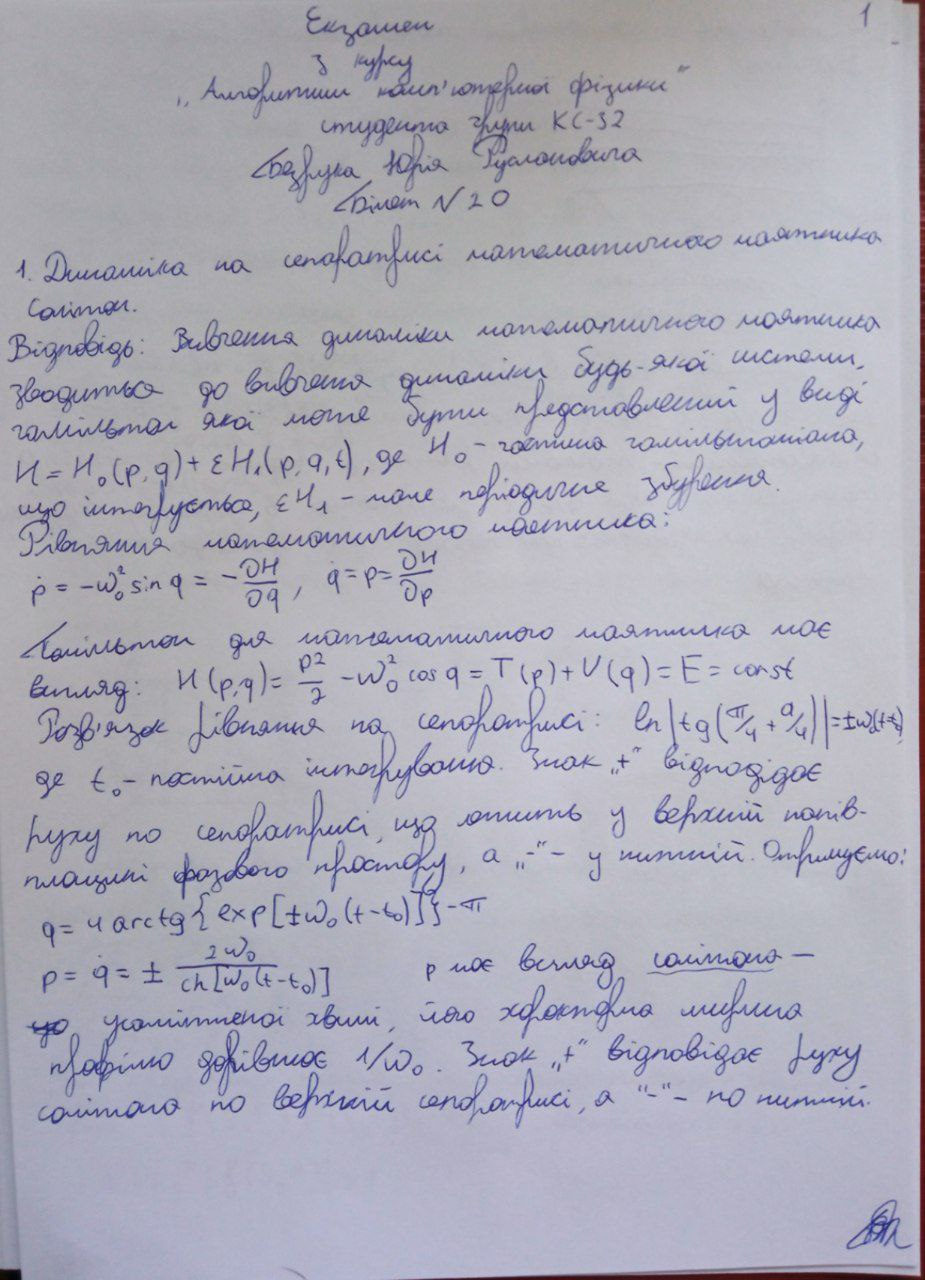 1
Екзамен
з курсу
„Алгоритми комп'ютерної фізики"
студента групи КС-32
Безрука Юрія Руслановича
Білет №20
1. Динаміка на сепаратрисі математичного маятника
Солітон.
Відповідь: Вивчення динаміки математичного маятника
зводиться до вивчення динаміки будь-якої системи,
гамільтон якої може бути представлений у виді
H = H₀(p,q) + εH₁(p,q,t), де H₀ - частина гамільтоніана,
що інтегрується, εH₁ - мале періодичне збурення.
Рівняння математичного маятника:
ṗ = -ω₀² sin q = -∂H/∂q, q̇ = p = ∂H/∂p
Гамільтон для математичного маятника має
вигляд: H(p,q) = p²/2 - ω₀² cos q = T(p) + V(q) = E = const
Розв'язок рівняння на сепаратрисі: ln|tg(π/4 + q/4)| = ±ω₀(t-t₀)
де t₀ - постійна інтегрування. Знак „+" відповідає
руху по сепаратрисі, що лежить у верхній напів-
площині фазового простору, а „-" - у нижній. Отримуємо:
q = 4 arctg{exp[±ω₀(t-t₀)]} - π
p = q̇ = ± 2ω₀/ch[ω₀(t-t₀)] p має вигляд солітона —
усамітненої хвилі, його характерна ширина
профілю дорівнює 1/ω₀. Знак „+" відповідає руху
солітона по верхній сепаратрисі, а "-" - по нижній.